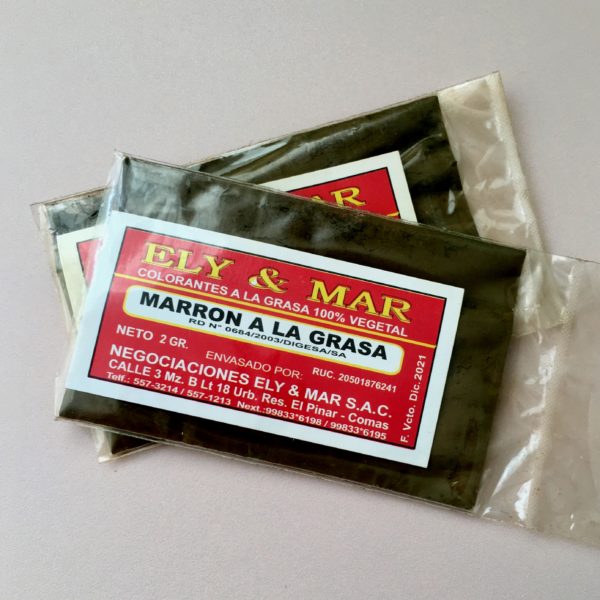 ELY & MAR
COLORANTES A LA GRASA 100% VEGETAL
MARRON A LA GRASA
RD N° 0684/2003/DIGESA/SA
NETO 2 GR.
ENVASADO POR: RUC. 20501876241
NEGOCIACIONES ELY & MAR S.A.C.
CALLE 3 Mz. B Lt 18 Urb. Res. El Pinar - Comas
Telf.: 557-3214 / 557-1213 Next.:99833*6198 / 99833*6195
F. Vcto. Dic.2021
AR